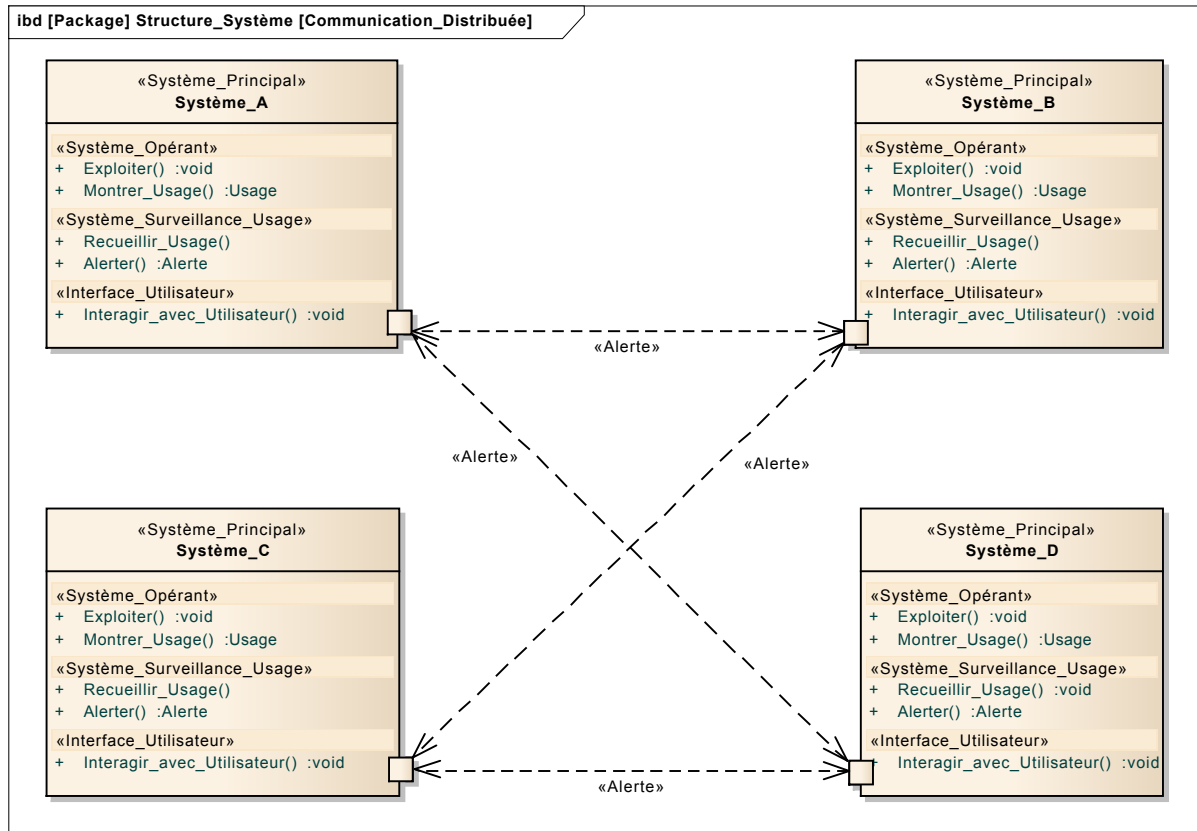 ibd [Package] Structure_Système [Communication_Distribuée]
«Système_Principal»
Système_A
«Système_Opérant»
+ Exploiter() :void
+ Montrer_Usage() :Usage
«Système_Surveillance_Usage»
+ Recueillir_Usage()
+ Alerter() :Alerte
«Interface_Utilisateur»
+ Interagir_avec_Utilisateur() :void
«Système_Principal»
Système_B
«Système_Opérant»
+ Exploiter() :void
+ Montrer_Usage() :Usage
«Système_Surveillance_Usage»
+ Recueillir_Usage()
+ Alerter() :Alerte
«Interface_Utilisateur»
+ Interagir_avec_Utilisateur() :void
«Alerte»
«Alerte»
«Alerte»
«Système_Principal»
Système_C
«Système_Opérant»
+ Exploiter() :void
+ Montrer_Usage() :Usage
«Système_Surveillance_Usage»
+ Recueillir_Usage()
+ Alerter() :Alerte
«Interface_Utilisateur»
+ Interagir_avec_Utilisateur() :void
«Système_Principal»
Système_D
«Système_Opérant»
+ Exploiter() :void
+ Montrer_Usage() :Usage
«Système_Surveillance_Usage»
+ Recueillir_Usage() :void
+ Alerter() :Alerte
«Interface_Utilisateur»
Interagir_avec_Utilisateur() :void
«Alerte»